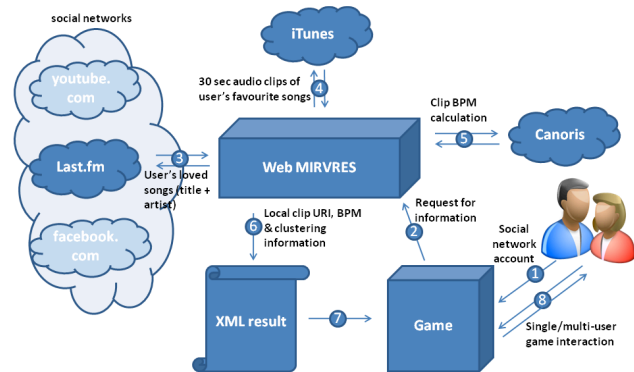 social networks
youtube.
com
Last.fm
facebook.
com
iTunes
30 sec audio clips of
user's favourite songs
4
Clip BPM
calculation
5
Canoris
3
User's loved
songs (title +
artist)
Web MIRVRES
6
Local clip URI, BPM
& clustering
information
2
Request for
information
Social
network
account
1
8
XML result
7
Game
Single/multi-user
game interaction